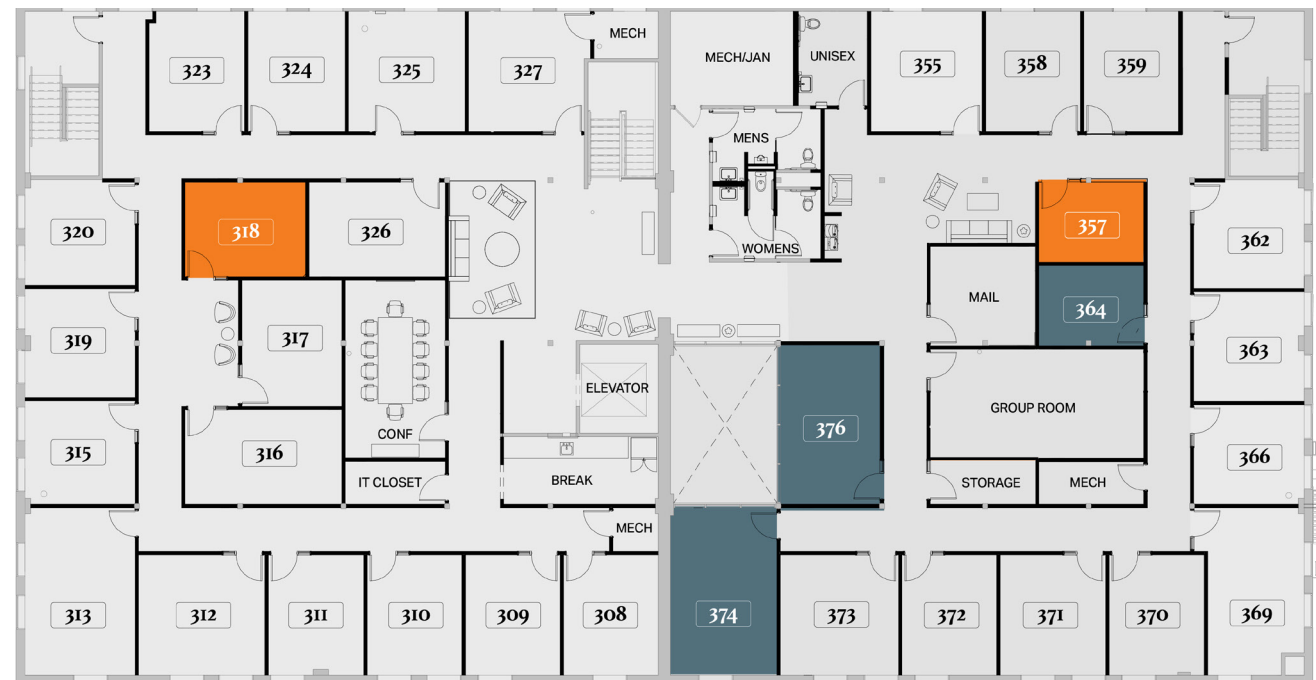 MECH
323
324
325
327
MECH/JAN
UNISEX
355
358
359
MENS
320
318
326
WOMENS
357
362
MAIL
364
319
317
363
ELEVATOR
GROUP ROOM
CONF
376
315
316
IT CLOSET
BREAK
STORAGE
MECH
366
MECH
313
312
311
310
309
308
374
373
372
371
370
369